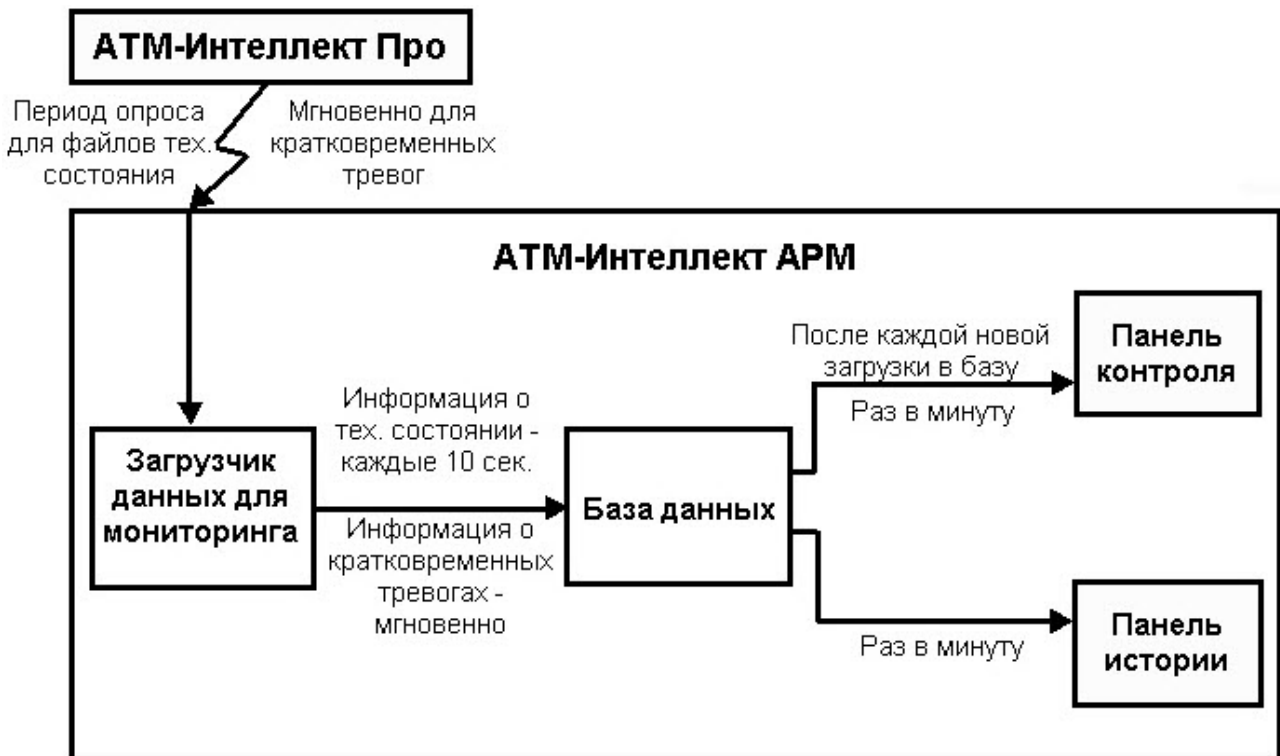 АТМ-Интеллект Про
Период опроса
для файлов тех.
состояния
Мгновенно для
кратковременных
тревог
АТМ-Интеллект АРМ
Загрузчик
данных для
мониторинга
Информация о
тех. состоянии -
каждые 10 сек.
Информация о
кратковременных
тревогах -
мгновенно
База данных
После каждой новой
загрузки в базу
Раз в минуту
Панель
контроля
Раз в минуту
Панель
истории